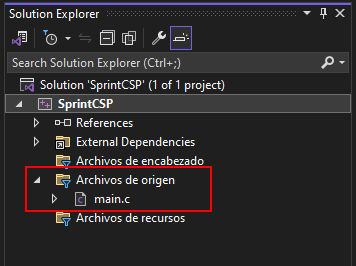 Solution Explorer
Search Solution Explorer (Ctrl+;)
Solution 'SprintCSP' (1 of 1 project)
SprintCSP
References
External Dependencies
Archivos de encabezado
Archivos de origen
main.c
Archivos de recursos